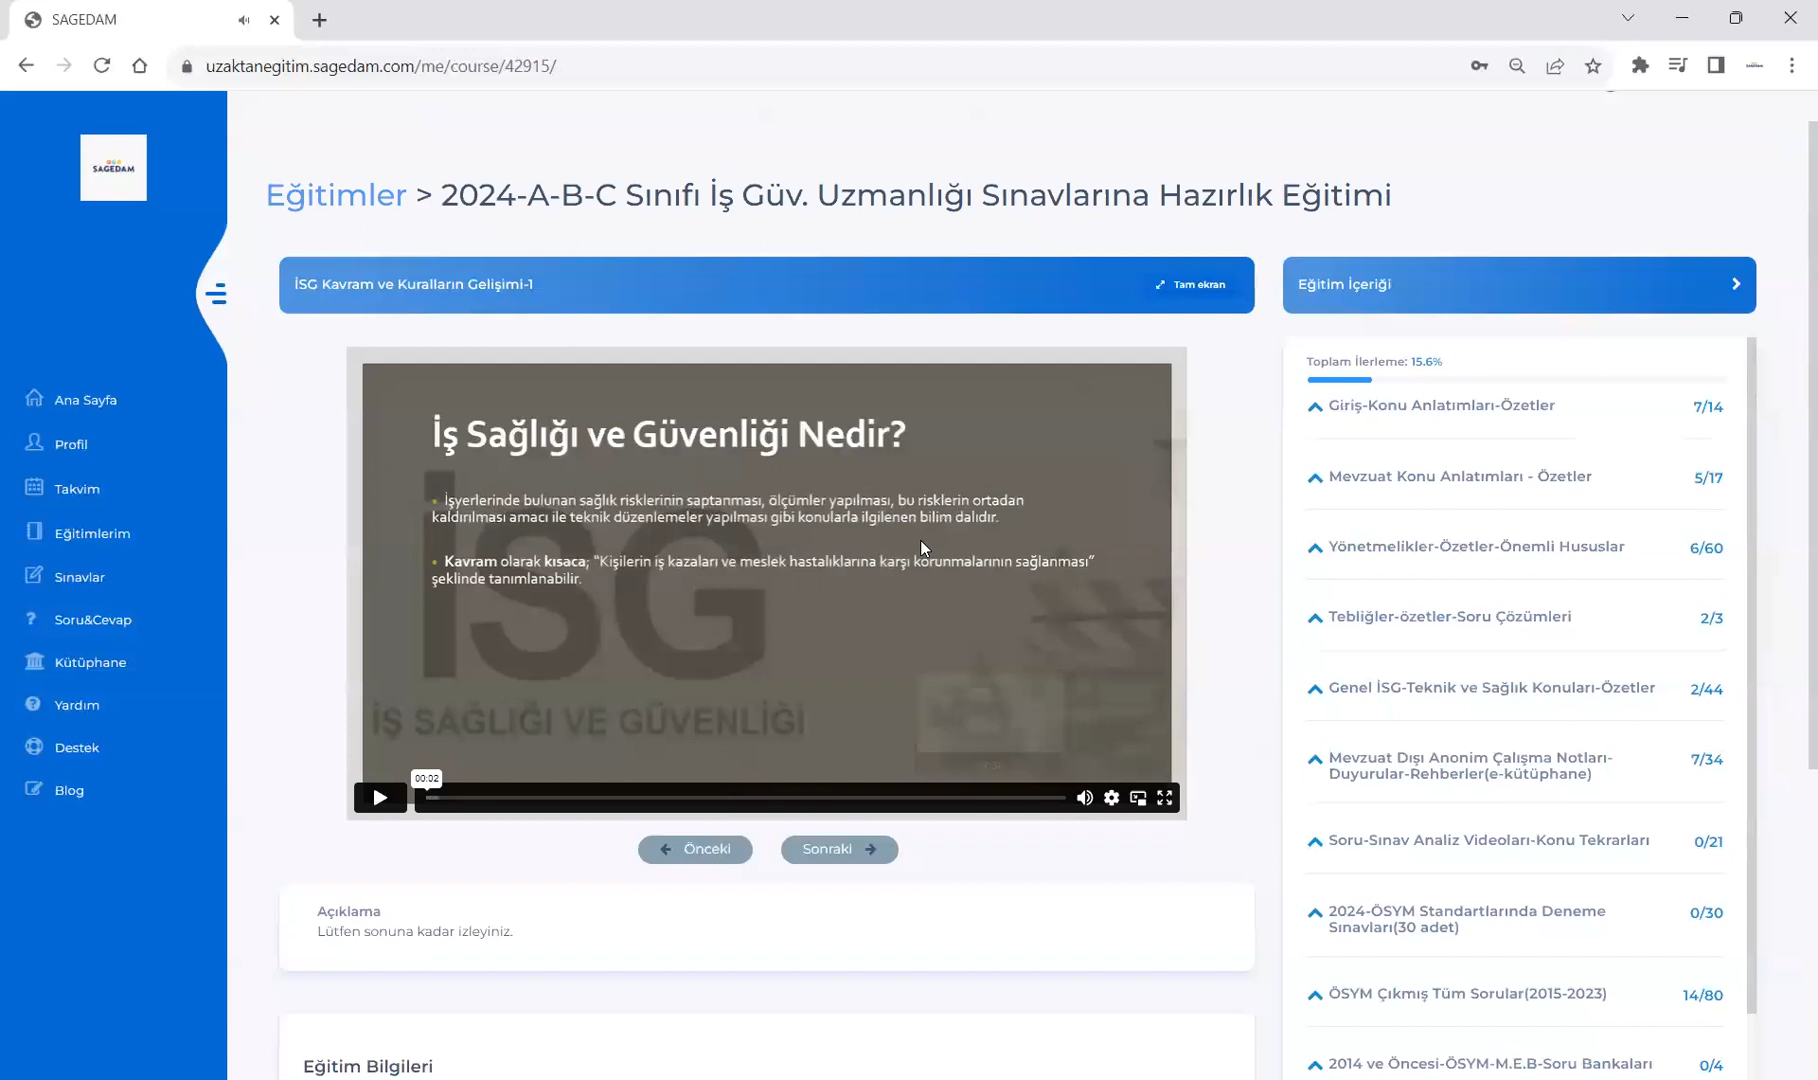 SAGEDAM
uzaktanegitim.sagedam.com/me/course/42915/
SAGEDAM
Ana Sayfa
Profil
Takvim
Eğitimlerim
Sınavlar
Soru&Cevap
Kütüphane
Yardım
Destek
Blog
Eğitimler > 2024-A-B-C Sınıfı İş Güv. Uzmanlığı Sınavlarına Hazırlık Eğitimi
İSG Kavram ve Kuralların Gelişimi-1
Tam ekran
İş Sağlığı ve Güvenliği Nedir?
• İşyerlerinde bulunan sağlık risklerinin saptanması, ölçümler yapılması, bu risklerin ortadan
kaldırılması amacı ile teknik düzenlemeler yapılması gibi konularla ilgilenen bilim dalıdır.
• Kavram olarak kısaca; “Kişilerin iş kazaları ve meslek hastalıklarına karşı korunmalarının sağlanması”
şeklinde tanımlanabilir.
İSG
İŞ SAĞLIĞI VE GÜVENLİĞİ
00:02
Önceki
Sonraki
Açıklama
Lütfen sonuna kadar izleyiniz.
Eğitim Bilgileri
Eğitim İçeriği
Toplam İlerleme: 15.6%
Giriş-Konu Anlatımları-Özetler 7/14
Mevzuat Konu Anlatımları - Özetler 5/17
Yönetmelikler-Özetler-Önemli Hususlar 6/60
Tebliğler-özetler-Soru Çözümleri 2/3
Genel İSG-Teknik ve Sağlık Konuları-Özetler 2/44
Mevzuat Dışı Anonim Çalışma Notları-
Duyurular-Rehberler(e-kütüphane) 7/34
Soru-Sınav Analiz Videoları-Konu Tekrarları 0/21
2024-ÖSYM Standartlarında Deneme
Sınavları(30 adet) 0/30
ÖSYM Çıkmış Tüm Sorular(2015-2023) 14/80
2014 ve Öncesi-ÖSYM-M.E.B-Soru Bankaları 0/4